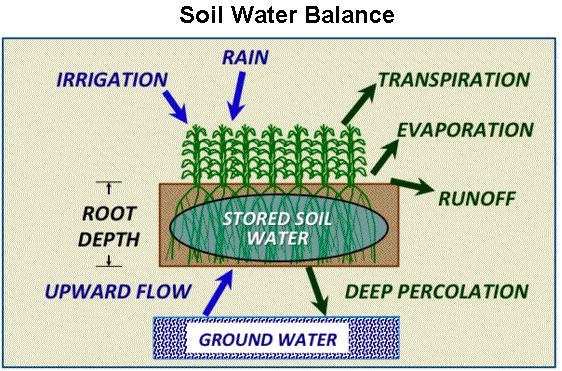 Soil Water Balance
RAIN
IRRIGATION
TRANSPIRATION
EVAPORATION
RUNOFF
ROOT
DEPTH
STORED SOIL
WATER
UPWARD FLOW
DEEP PERCOLATION
GROUND WATER